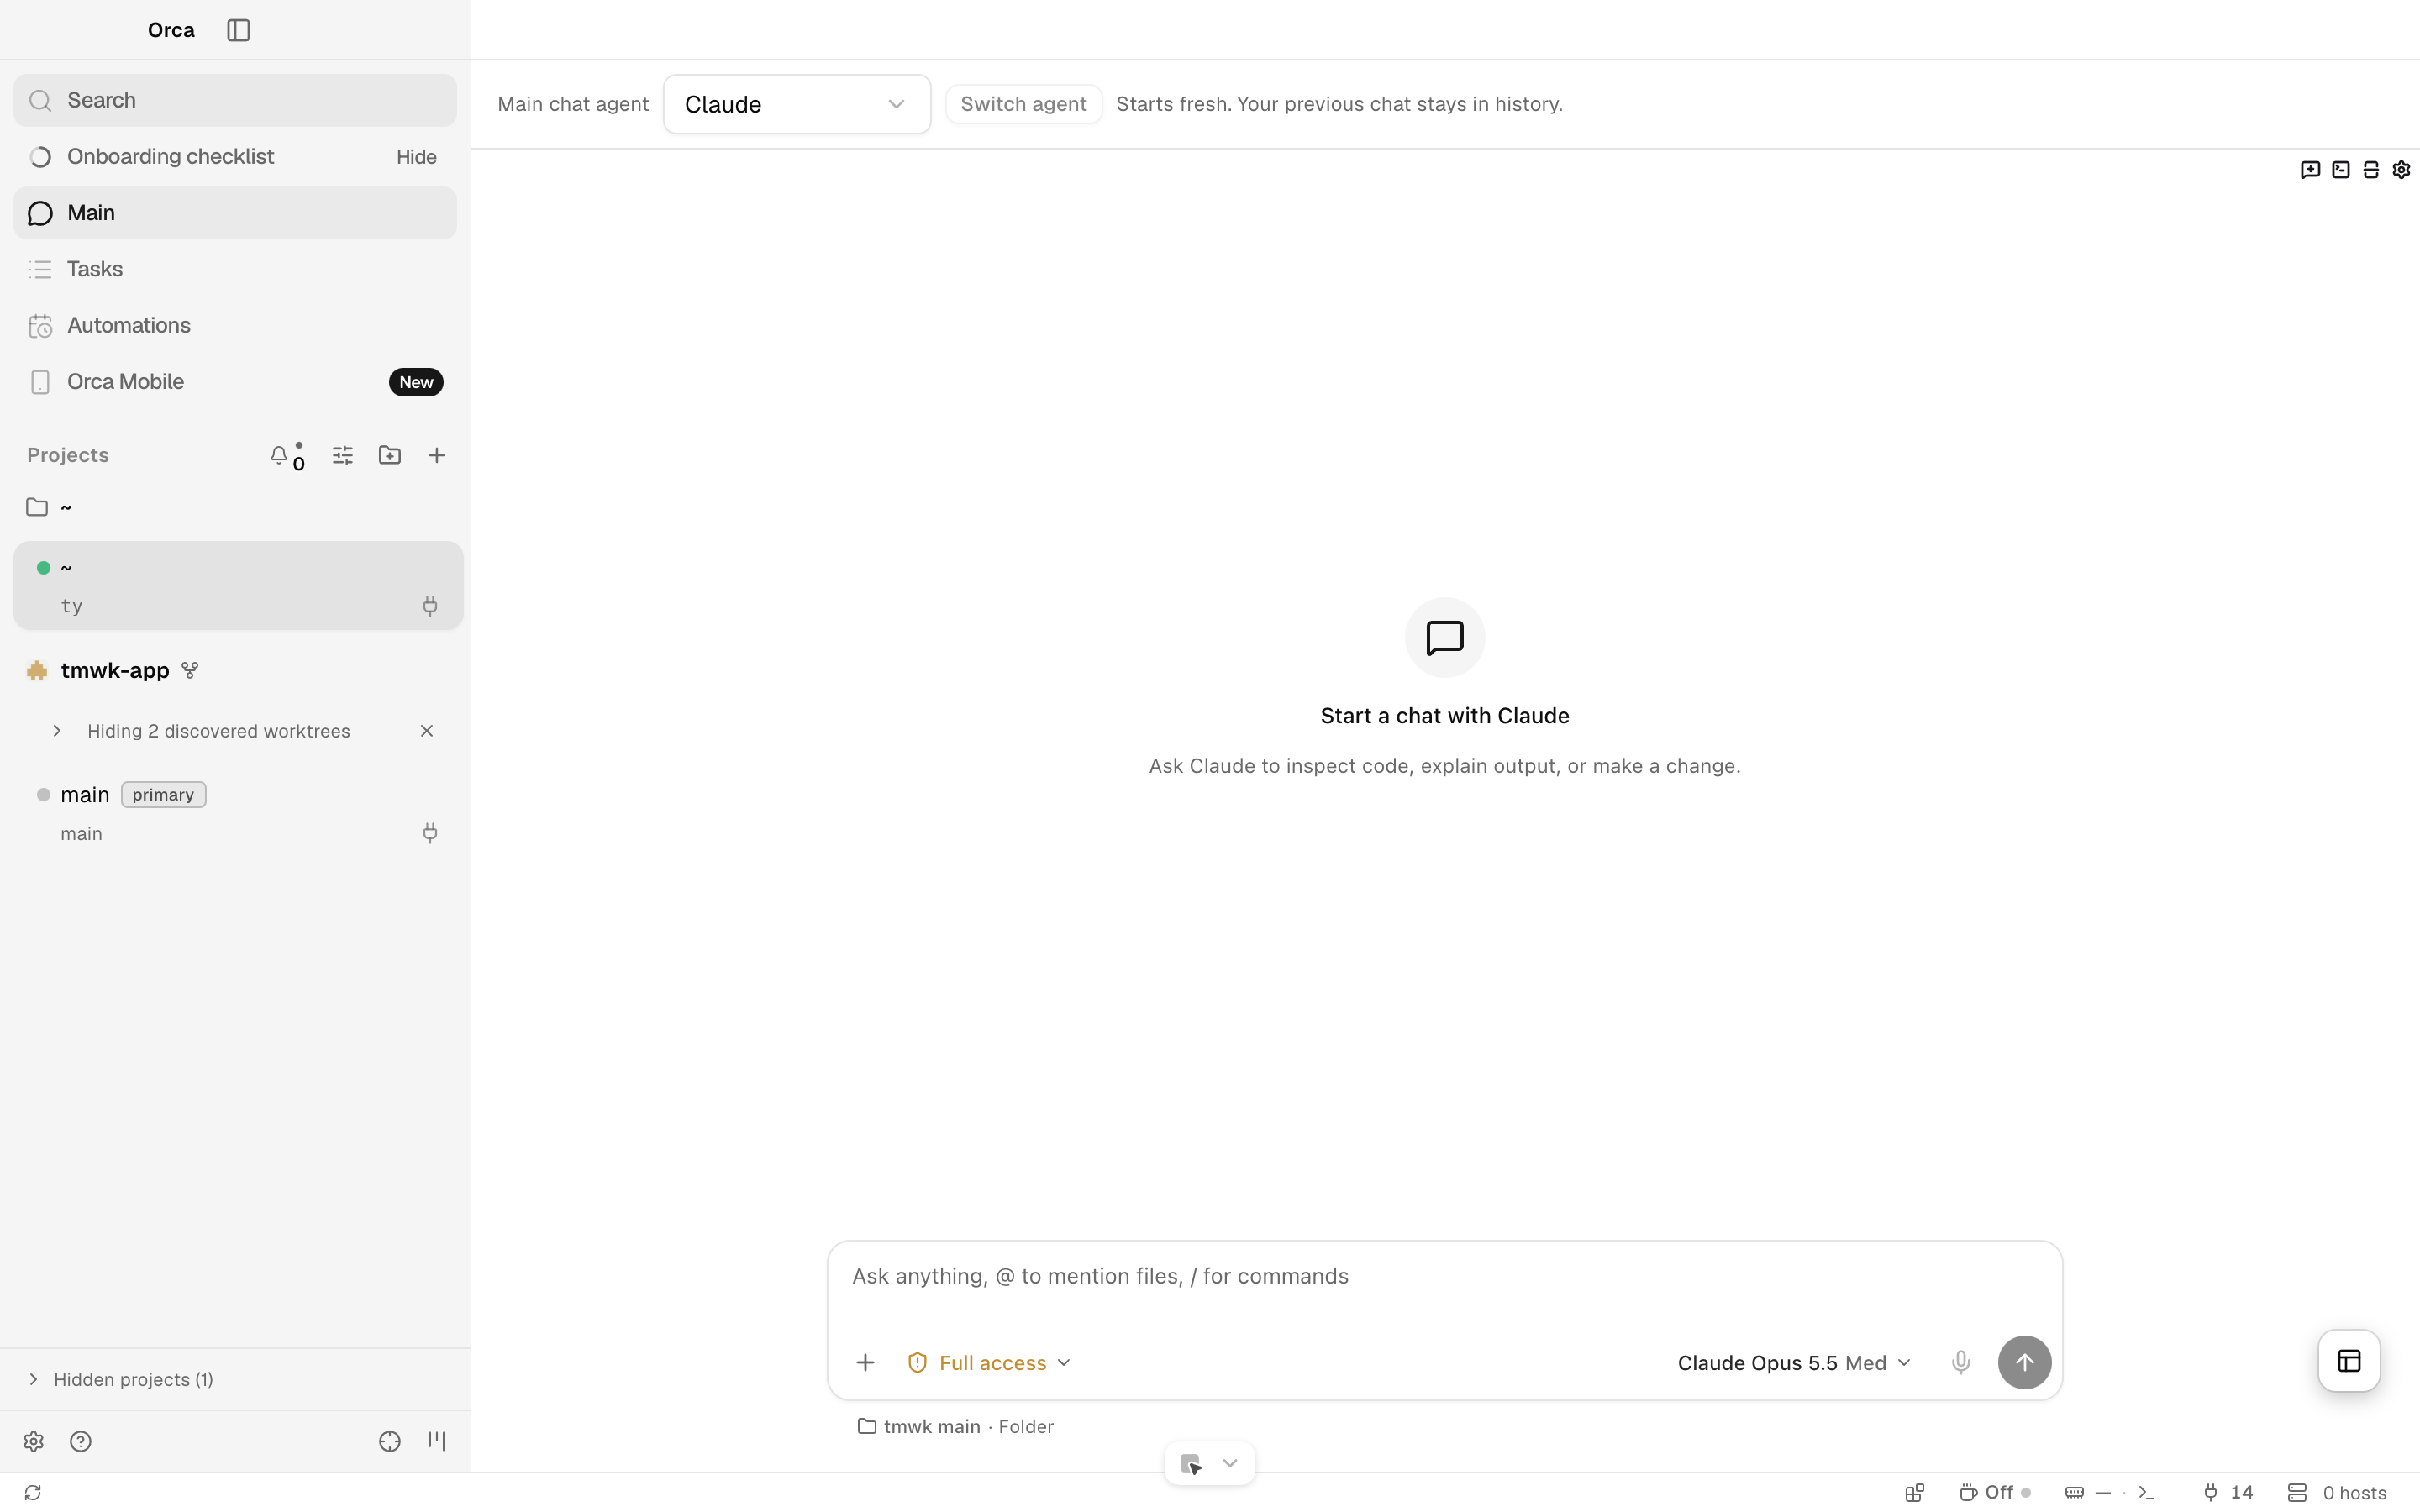 Orca
Search
Onboarding checklist Hide
Main
Tasks
Automations
Orca Mobile New
Projects 0
~
~
ty
tmwk-app
Hiding 2 discovered worktrees
main primary
main
Hidden projects (1)
Main chat agent Claude Switch agent Starts fresh. Your previous chat stays in history.
Start a chat with Claude
Ask Claude to inspect code, explain output, or make a change.
Ask anything, @ to mention files, / for commands
Full access Claude Opus 5.5 Med
tmwk main · Folder
Off — · 14 0 hosts